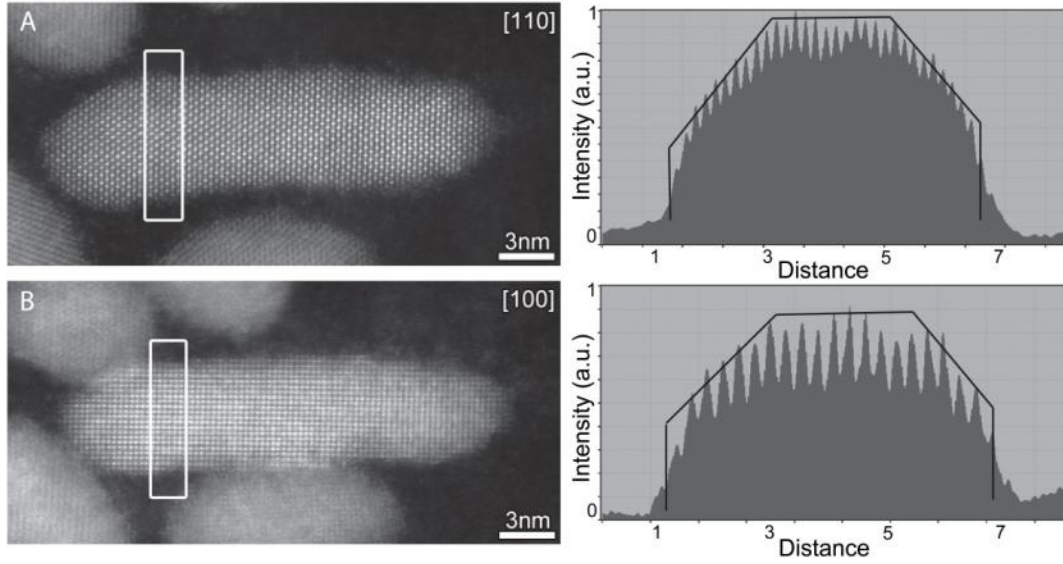 A
[110]
3nm
1
Intensity (a.u.)
0
1 3 5 7
Distance
B
[100]
3nm
1
Intensity (a.u.)
0
1 3 5 7
Distance